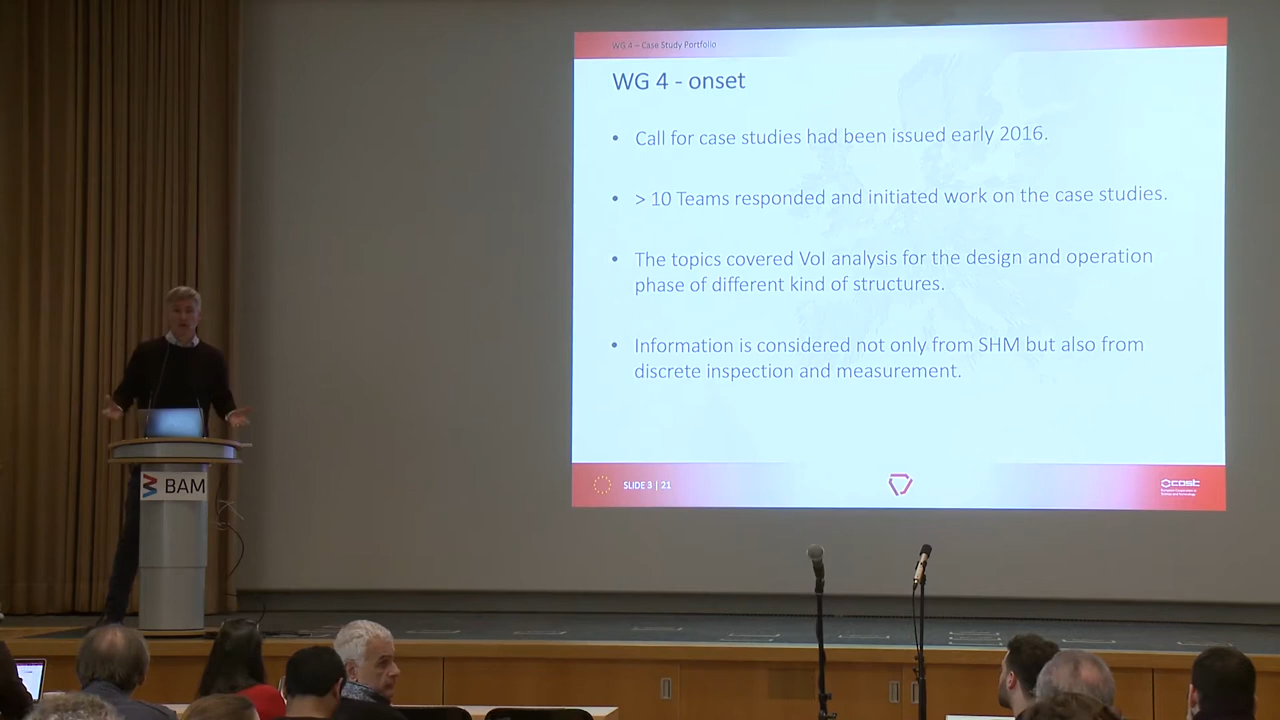 WG 4 – Case Study Portfolio
WG 4 - onset
• Call for case studies had been issued early 2016.
• > 10 Teams responded and initiated work on the case studies.
• The topics covered VoI analysis for the design and operation
phase of different kind of structures.
• Information is considered not only from SHM but also from
discrete inspection and measurement.
SLIDE 3 | 21
cost
BAM